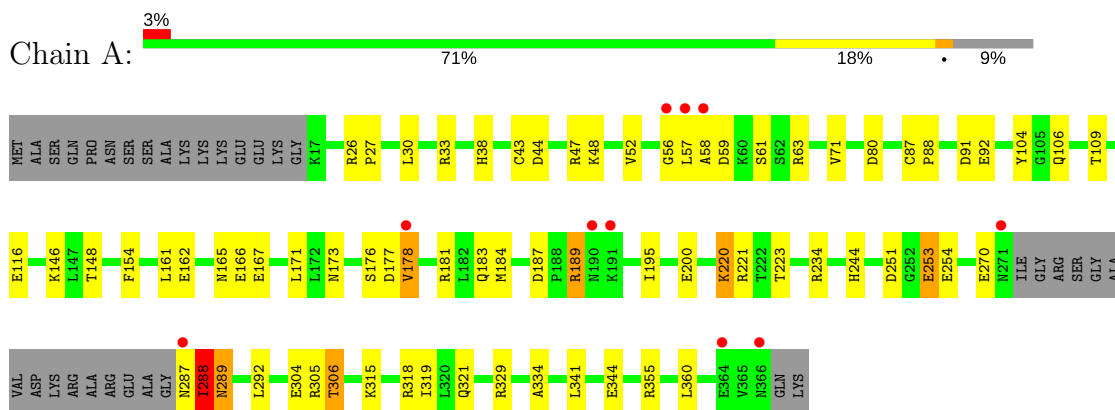 3%
Chain A:
71% 18% • 9%
MET ALA SER GLN PRO ASN SER SER ALA LYS LYS LYS GLU GLU LYS GLY K17 R26 P27 L30 R33 H38 C43 D44 R47 K48 V52 G56 L57 A58 D59 K60 S61 S62 R63 V71 D80 C87 P88 D91 E92 Y104 G105 Q106 T109
E116 K146 L147 T148 F154 L161 E162 N165 E166 E167 L171 L172 N173 S176 D177 V178 R181 L182 Q183 M184 D187 P188 R189 N190 K191 I195 E200 K220 R221 T222 T223 R234 H244 D251 G252 E253 E254 E270 N271 ILE GLY ARG SER GLY ALA
VAL ASP LYS ARG ALA ARG GLU ALA GLY N287 I288 N289 L292 E304 R305 T306 K315 R318 I319 L320 Q321 R329 A334 L341 E344 R355 L360 E364 V365 N366 GLN LYS